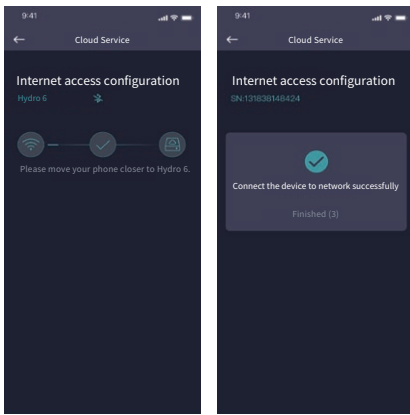 9:41
Cloud Service
Internet access configuration
Hydro 6
Please move your phone closer to Hydro 6.
9:41
Cloud Service
Internet access configuration
SN:131838148424
Connect the device to network successfully
Finished (3)